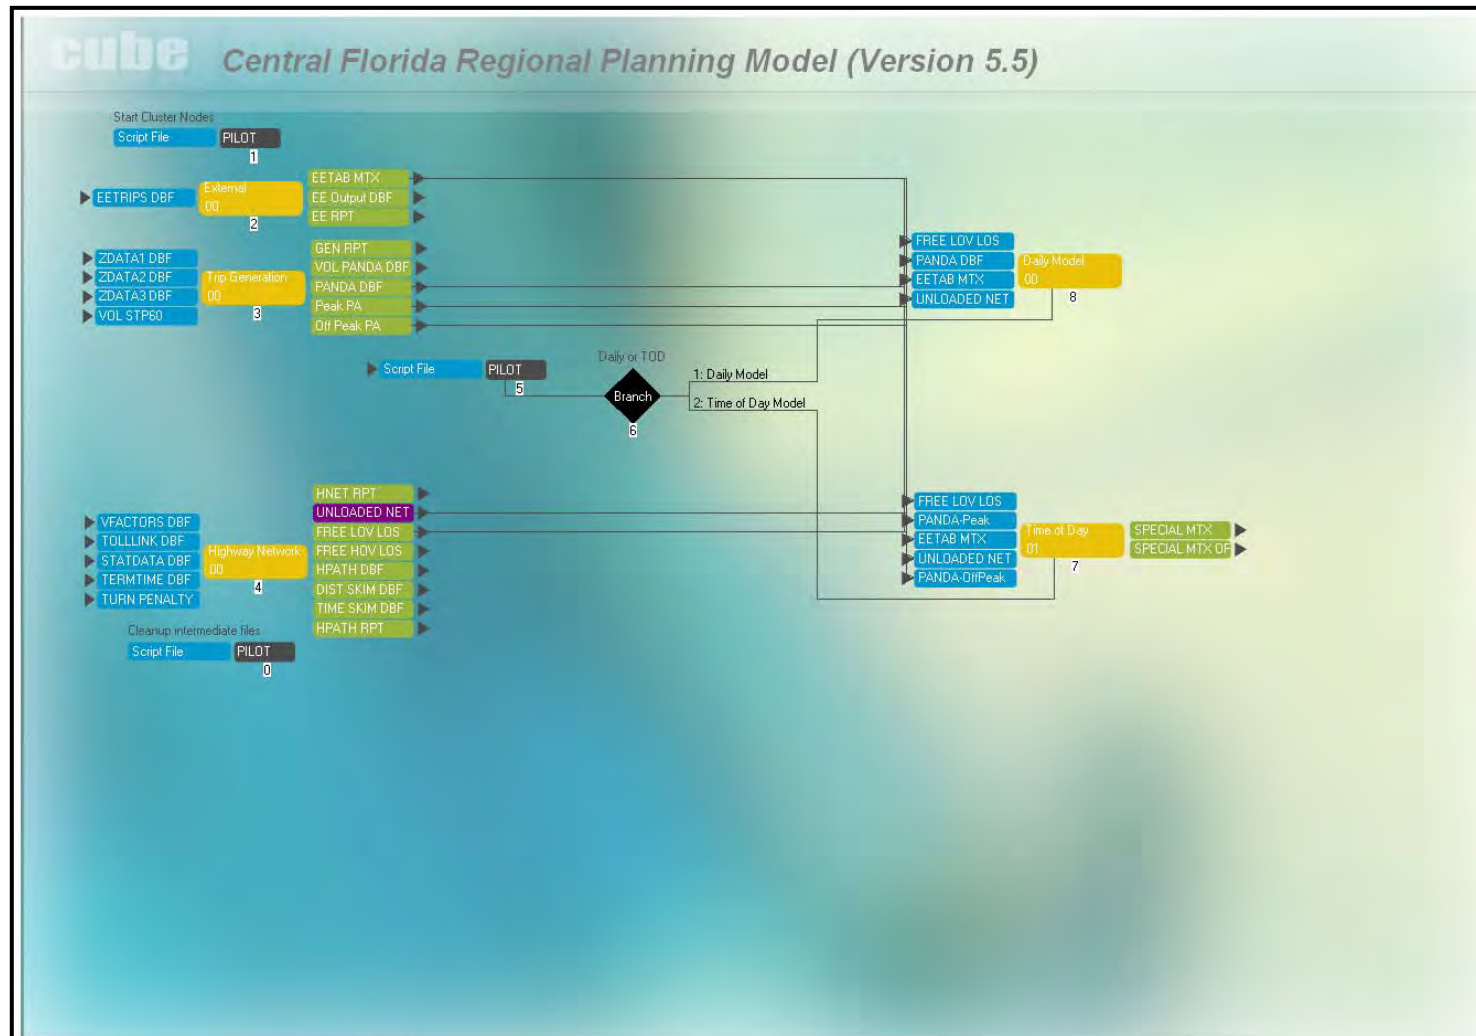 cube
Central Florida Regional Planning Model (Version 5.5)
Start Cluster Nodes
Script File
PILOT
1
EETRIPS DBF
External
00
2
EETAB MTX
EE Output DBF
EE RPT
ZDATA1 DBF
ZDATA2 DBF
ZDATA3 DBF
VOL STP60
Trip Generation
00
3
GEN RPT
VOL PANDA DBF
PANDA DBF
Peak PA
Off Peak PA
FREE LOV LOS
PANDA DBF
EETAB MTX
UNLOADED NET
Daily Model
00
8
Script File
PILOT
5
Daily or TOD
Branch
6
1: Daily Model
2: Time of Day Model
VFACTORS DBF
TOLLLINK DBF
STATDATA DBF
TERMTIME DBF
TURN PENALTY
Highway Network
00
4
HNET RPT
UNLOADED NET
FREE LOV LOS
FREE HOV LOS
HPATH DBF
DIST SKIM DBF
TIME SKIM DBF
HPATH RPT
FREE LOV LOS
PANDA-Peak
EETAB MTX
UNLOADED NET
PANDA-OffPeak
Time of Day
01
7
SPECIAL MTX
SPECIAL MTX OF
Cleanup intermediate files
Script File
PILOT
0